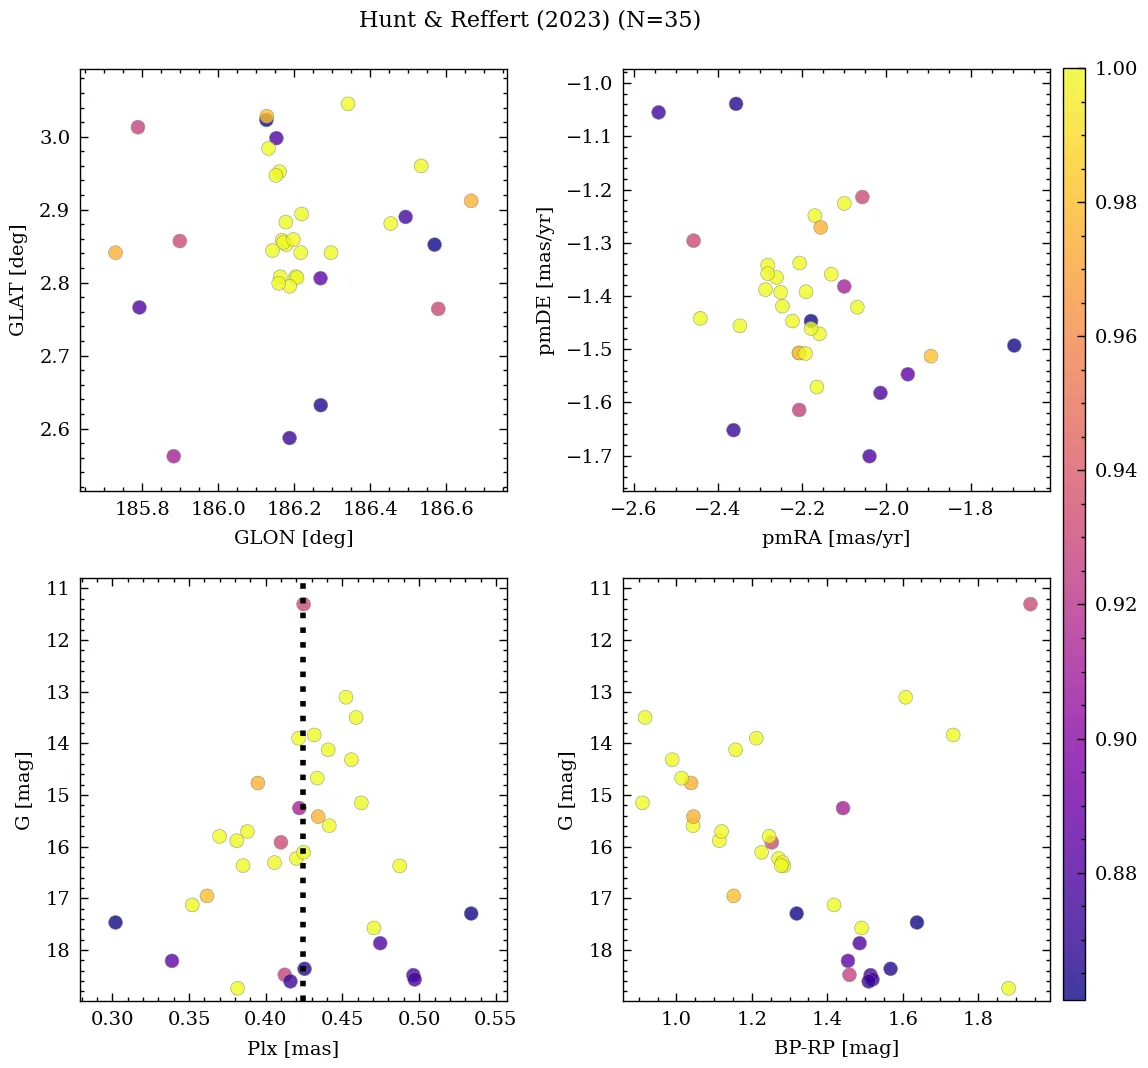 Hunt & Reffert (2023) (N=35)
3.0
2.9
2.8
2.7
2.6
GLAT [deg]
185.8 186.0 186.2 186.4 186.6
GLON [deg]
−1.0
−1.1
−1.2
−1.3
−1.4
−1.5
−1.6
−1.7
pmDE [mas/yr]
−2.6 −2.4 −2.2 −2.0 −1.8
pmRA [mas/yr]
11
12
13
14
15
16
17
18
G [mag]
0.30 0.35 0.40 0.45 0.50 0.55
Plx [mas]
11
12
13
14
15
16
17
18
G [mag]
1.0 1.2 1.4 1.6 1.8
BP-RP [mag]
1.00
0.98
0.96
0.94
0.92
0.90
0.88